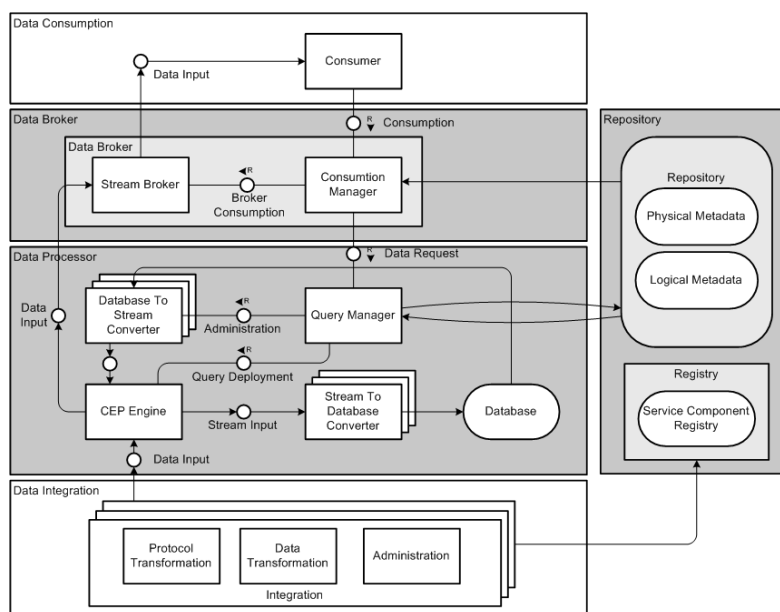 Data Consumption
Data Input
Consumer
Data Broker
R
Consumption
Repository
Data Broker
Stream Broker
R
Broker
Consumption
Consumtion
Manager
Repository
Physical Metadata
Logical Metadata
Data Processor
R
Data Request
Data
Input
Database To
Stream
Converter
R
Administration
Query Manager
R
Query Deployment
CEP Engine
Stream Input
Stream To
Database
Converter
Database
Registry
Service Component
Registry
Data Input
Data Integration
Protocol
Transformation
Data
Transformation
Administration
Integration